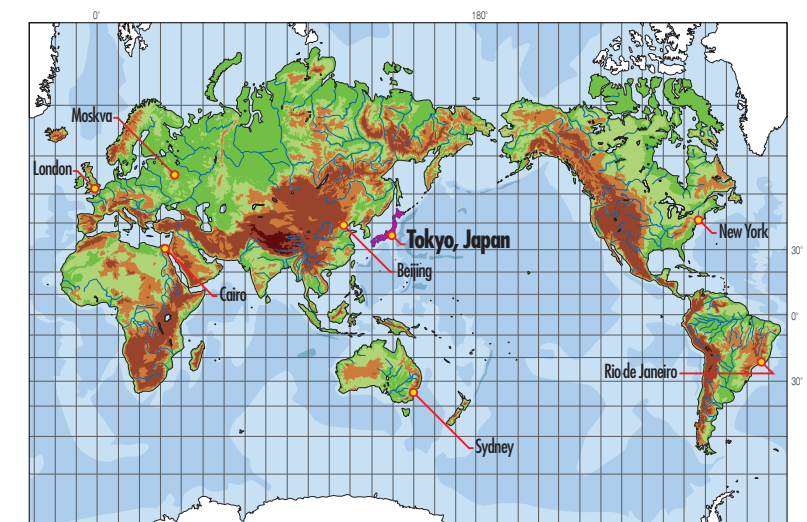 0°
180°
Moskva
London
Tokyo, Japan
New York
30°
Beijing
Cairo
0°
Rio de Janeiro
30°
Sydney